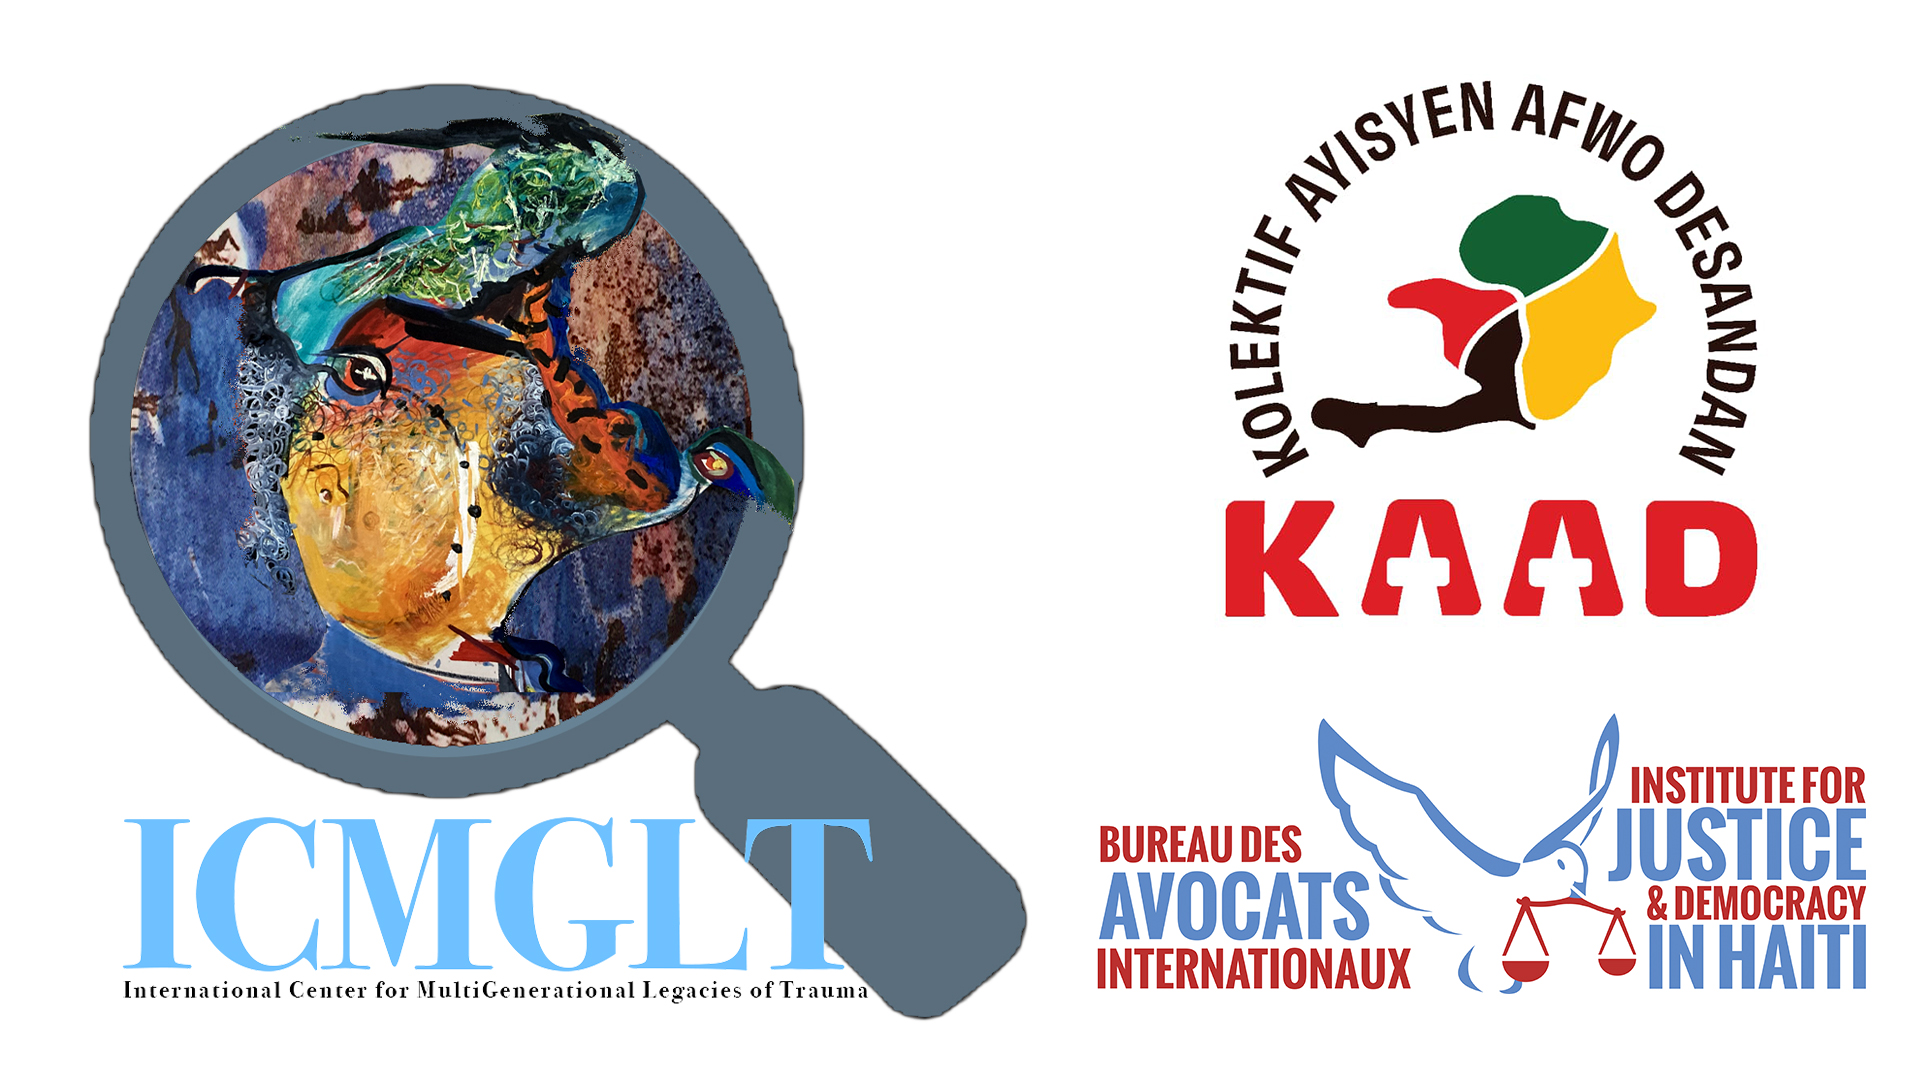 ICMGLT
International Center for MultiGenerational Legacies of Trauma
KOLEKTIF AYISYEN AFWO DESANDAN
KAAD
BUREAU DES
AVOCATS
INTERNATIONAUX
INSTITUTE FOR
JUSTICE
& DEMOCRACY
IN HAITI